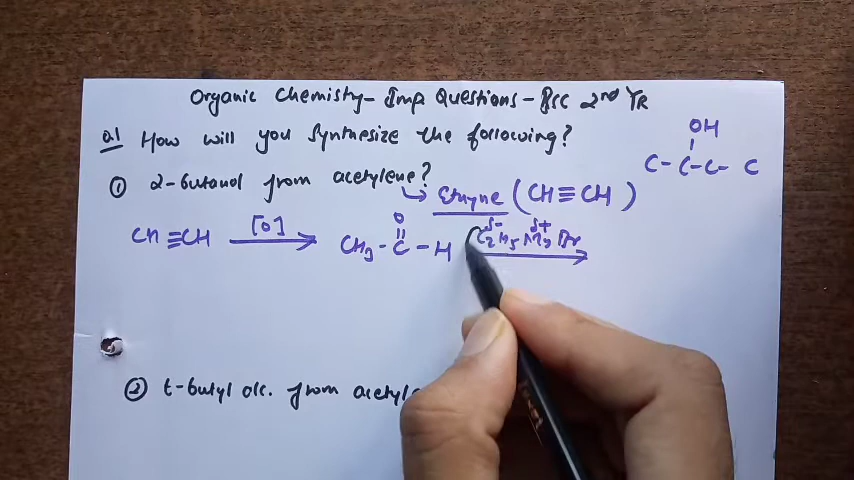 Organic Chemistry - Imp Questions - Bsc 2nd YR
Q1 How will you synthesize the following?
OH
C - C - C - C
① 2-butanol from acetylene?
Ethyne (CH≡CH)
CH≡CH [O] CH3 - C - H C2H5 Mg Br
O
δ- δ+
② t-butyl alc. from